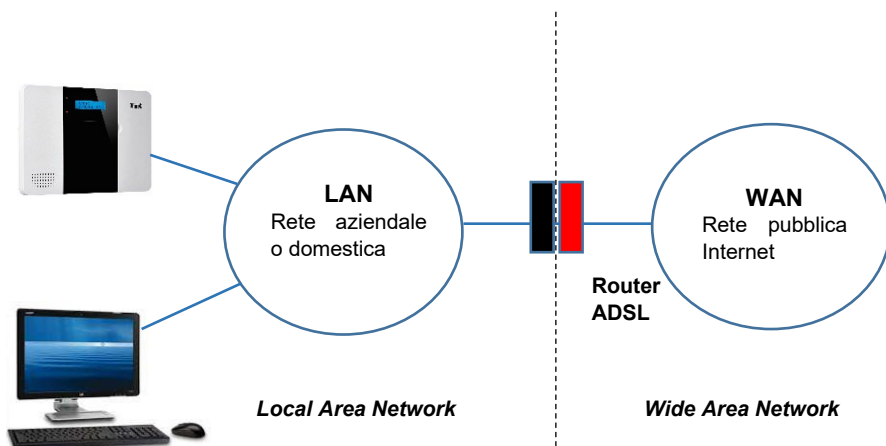 LAN
Rete aziendale
o domestica
WAN
Rete pubblica
Internet
Router
ADSL
Local Area Network
Wide Area Network